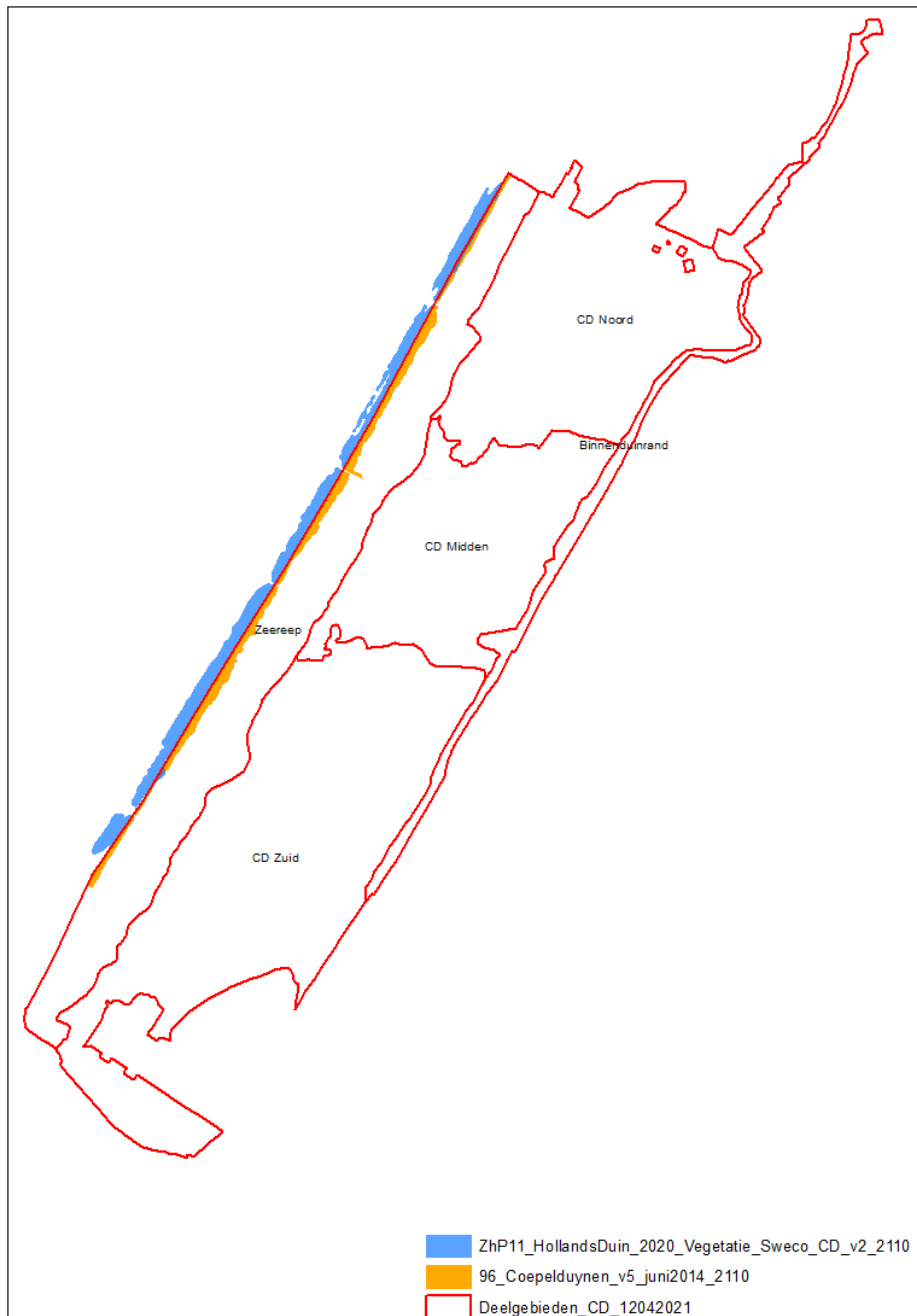 CD Noord
Binnenduinrand
CD Midden
Zeereep
CD Zuid
ZhP11_HollandsDuin_2020_Vegetatie_Sweco_CD_v2_2110
96_Coepelduynen_v5_juni2014_2110
Deelgebieden_CD_12042021